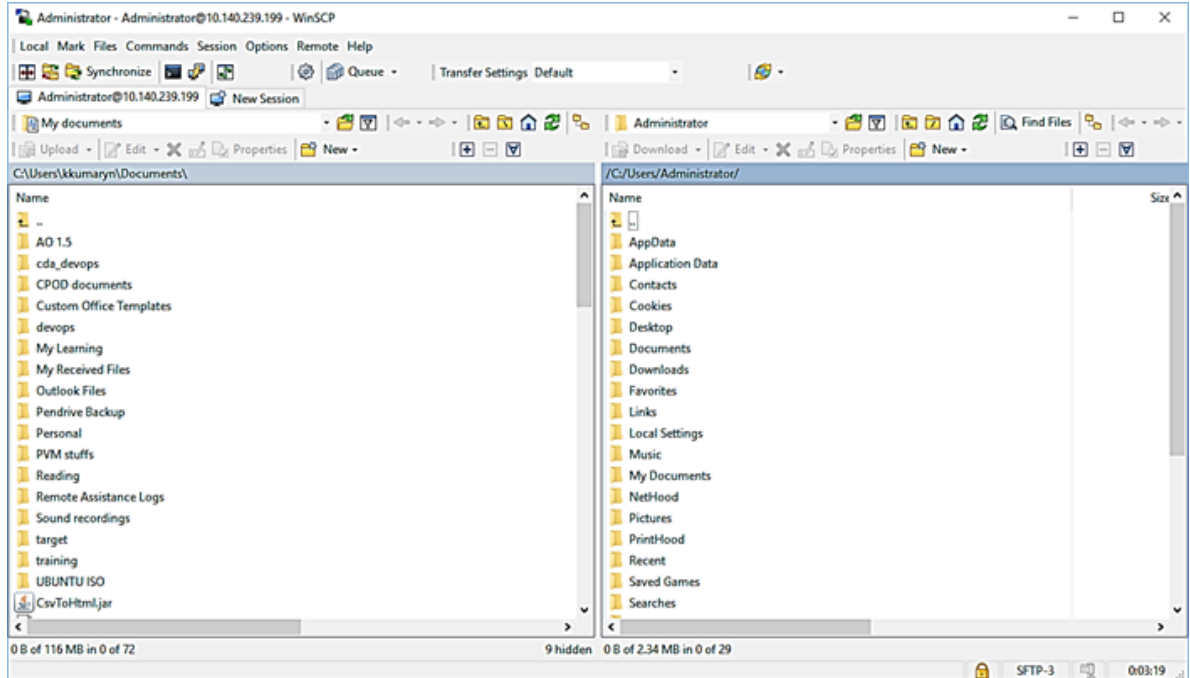 Administrator - Administrator@10.140.239.199 - WinSCP
Local Mark Files Commands Session Options Remote Help
Synchronize Queue Transfer Settings Default
Administrator@10.140.239.199 New Session
My documents Administrator Find Files
Upload Edit Properties New Download Edit Properties New
C:\Users\kkumaryn\Documents\ /C:/Users/Administrator/
Name Name Size
.. ..
AO 1.5 AppData
cda_devops Application Data
CPOD documents Contacts
Custom Office Templates Cookies
devops Desktop
My Learning Documents
My Received Files Downloads
Outlook Files Favorites
Pendrive Backup Links
Personal Local Settings
PVM stuffs Music
Reading My Documents
Remote Assistance Logs NetHood
Sound recordings Pictures
target PrintHood
training Recent
UBUNTU ISO Saved Games
CsvToHtml.jar Searches
0 B of 116 MB in 0 of 72 9 hidden 0 B of 2.34 MB in 0 of 29
SFTP-3 0:03:19